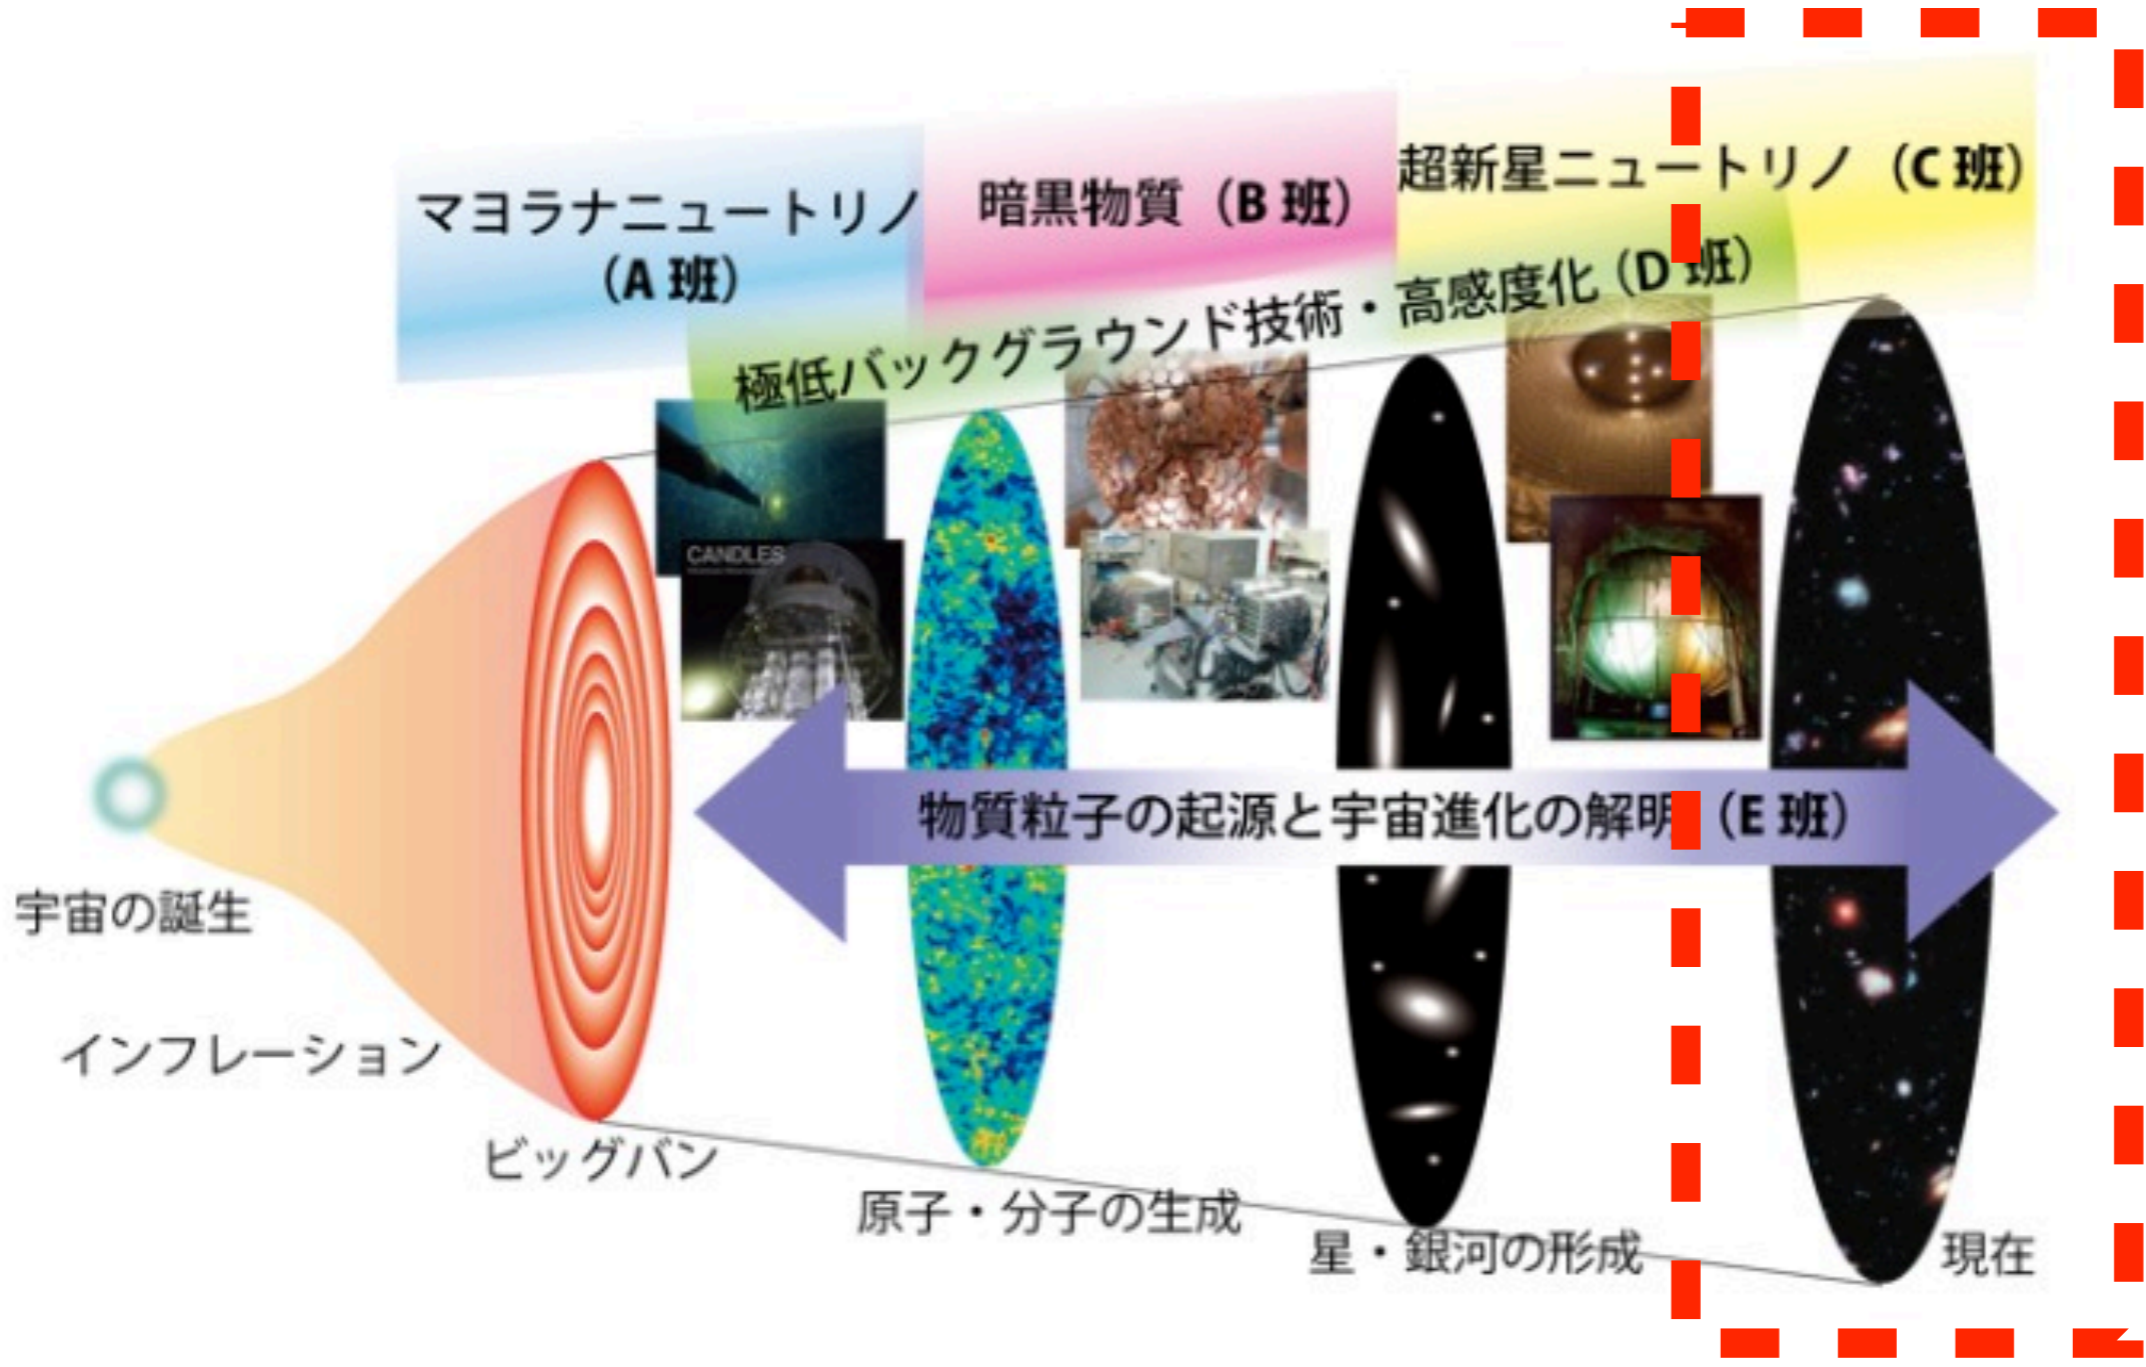 マヨラナニュートリノ
（A 班）
暗黒物質（B 班）
超新星ニュートリノ（C 班）
極低バックグラウンド技術・高感度化（D 班）
CANDLES
物質粒子の起源と宇宙進化の解明（E 班）
宇宙の誕生
インフレーション
ビッグバン
原子・分子の生成
星・銀河の形成
現在